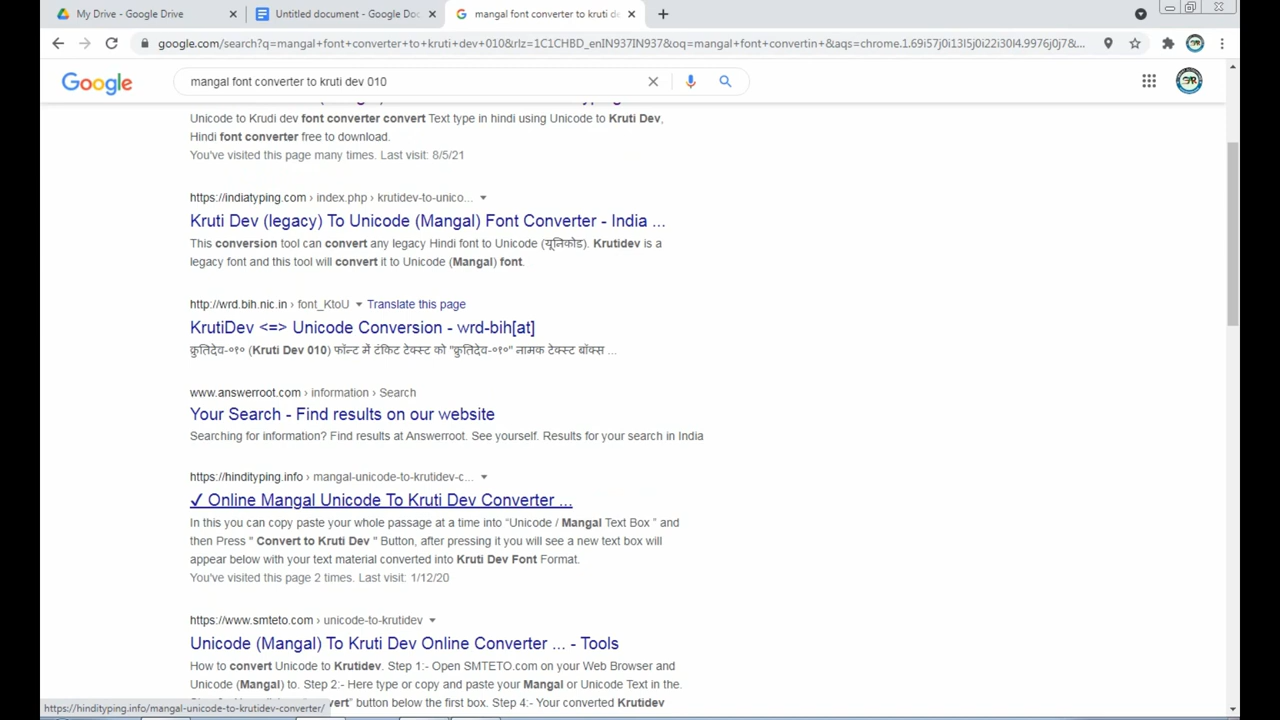 My Drive - Google Drive
Untitled document - Google Doc
mangal font converter to kruti de
google.com/search?q=mangal+font+converter+to+kruti+dev+010&rlz=1C1CHBD_enIN937IN937&oq=mangal+font+convertin+&aqs=chrome.1.69i57j0i13l5j0i22i30l4.9976j0j7&...
Google
mangal font converter to kruti dev 010
Unicode to Krudi dev font converter convert Text type in hindi using Unicode to Kruti Dev,
Hindi font converter free to download.
You've visited this page many times. Last visit: 8/5/21
https://indiatyping.com › index.php › krutidev-to-unico...
Kruti Dev (legacy) To Unicode (Mangal) Font Converter - India ...
This conversion tool can convert any legacy Hindi font to Unicode (यूनिकोड). Krutidev is a
legacy font and this tool will convert it to Unicode (Mangal) font.
http://wrd.bih.nic.in › font_KtoU Translate this page
KrutiDev <=> Unicode Conversion - wrd-bih[at]
क्रुतिदेव-०१० (Kruti Dev 010) फॉन्ट में टंकित टेक्स्ट को "क्रुतिदेव-०१०" नामक टेक्स्ट बॉक्स ...
www.answerroot.com › information › Search
Your Search - Find results on our website
Searching for information? Find results at Answerroot. See yourself. Results for your search in India
https://hindityping.info › mangal-unicode-to-krutidev-c...
✓ Online Mangal Unicode To Kruti Dev Converter ...
In this you can copy paste your whole passage at a time into “Unicode / Mangal Text Box ” and
then Press " Convert to Kruti Dev " Button, after pressing it you will see a new text box will
appear below with your text material converted into Kruti Dev Font Format.
You've visited this page 2 times. Last visit: 1/12/20
https://www.smteto.com › unicode-to-krutidev
Unicode (Mangal) To Kruti Dev Online Converter ... - Tools
How to convert Unicode to Krutidev. Step 1:- Open SMTETO.com on your Web Browser and
Unicode (Mangal) to. Step 2:- Here type or copy and paste your Mangal or Unicode Text in the.
button below the first box. Step 4:- Your converted Krutidev
https://hindityping.info/mangal-unicode-to-krutidev-converter/